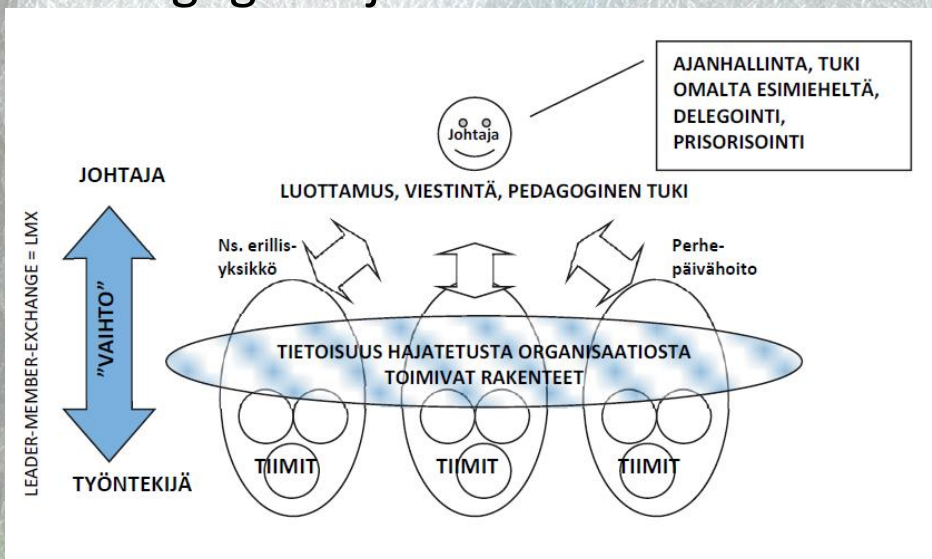 AJANHALLINTA, TUKI
OMALTA ESIMIEHELTÄ,
DELEGOINTI,
PRISORISOINTI
Johtaja
JOHTAJA
LUOTTAMUS, VIESTINTÄ, PEDAGOGINEN TUKI
Ns. erillis-
yksikkö
Perhe-
päivähoito
LEADER-MEMBER-EXCHANGE = LMX
"VAIHTO"
TIETOISUUS HAJATETUSTA ORGANISAATIOSTA
TOIMIVAT RAKENTEET
TIIMIT
TIIMIT
TIIMIT
TYÖNTEKIJÄ